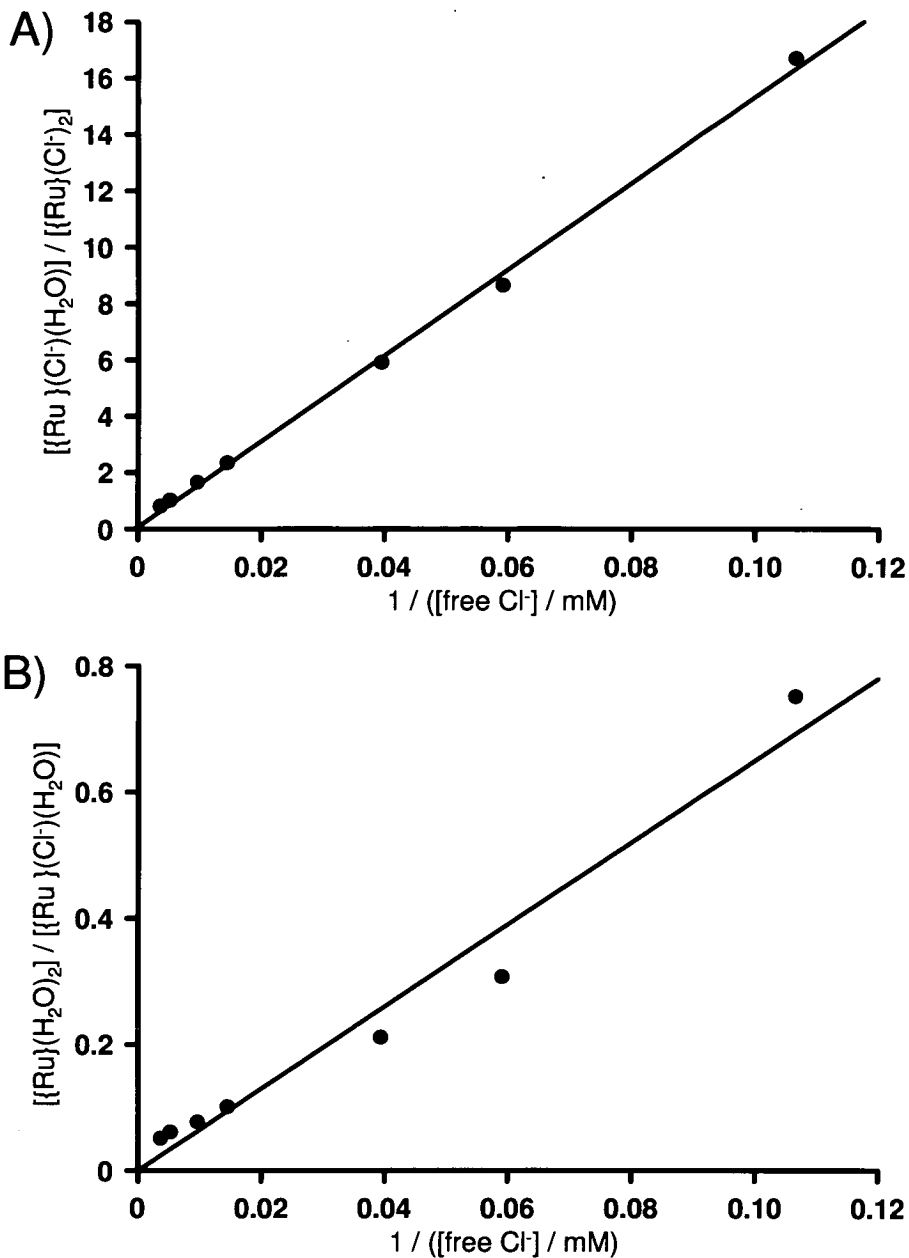 A)
[{Ru }(Cl-)(H2O)] / [{Ru}(Cl-)2]
18
16
14
12
10
8
6
4
2
0
0 0.02 0.04 0.06 0.08 0.10 0.12
1 / ([free Cl-] / mM)
B)
[{Ru}(H2O)2] / [{Ru }(Cl-)(H2O)]
0.8
0.6
0.4
0.2
0
0 0.02 0.04 0.06 0.08 0.10 0.12
1 / ([free Cl-] / mM)